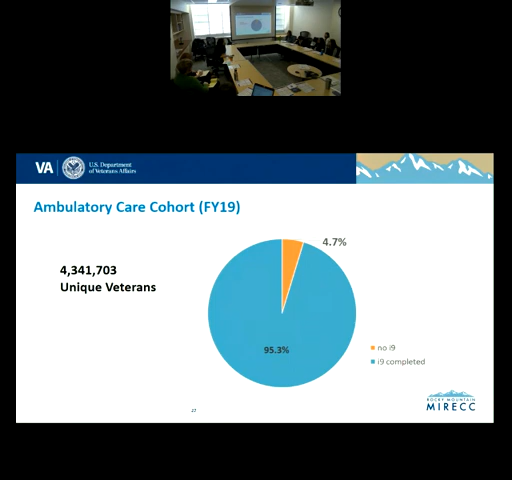 VA
U.S. Department
of Veterans Affairs
Ambulatory Care Cohort (FY19)
4.7%
4,341,703
Unique Veterans
95.3%
no i9
i9 completed
27
ROCKY MOUNTAIN
MIRECC